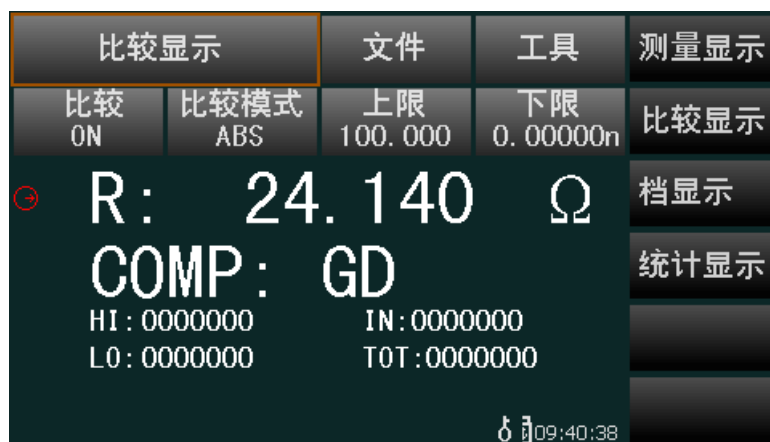 比较显示 文件 工具 测量显示
比较 比较模式 上限 下限 比较显示
ON ABS 100.000 0.00000n
R: 24.140 Ω 档显示
COMP: GD 统计显示
HI:0000000 IN:0000000
LO:0000000 TOT:0000000
09:40:38